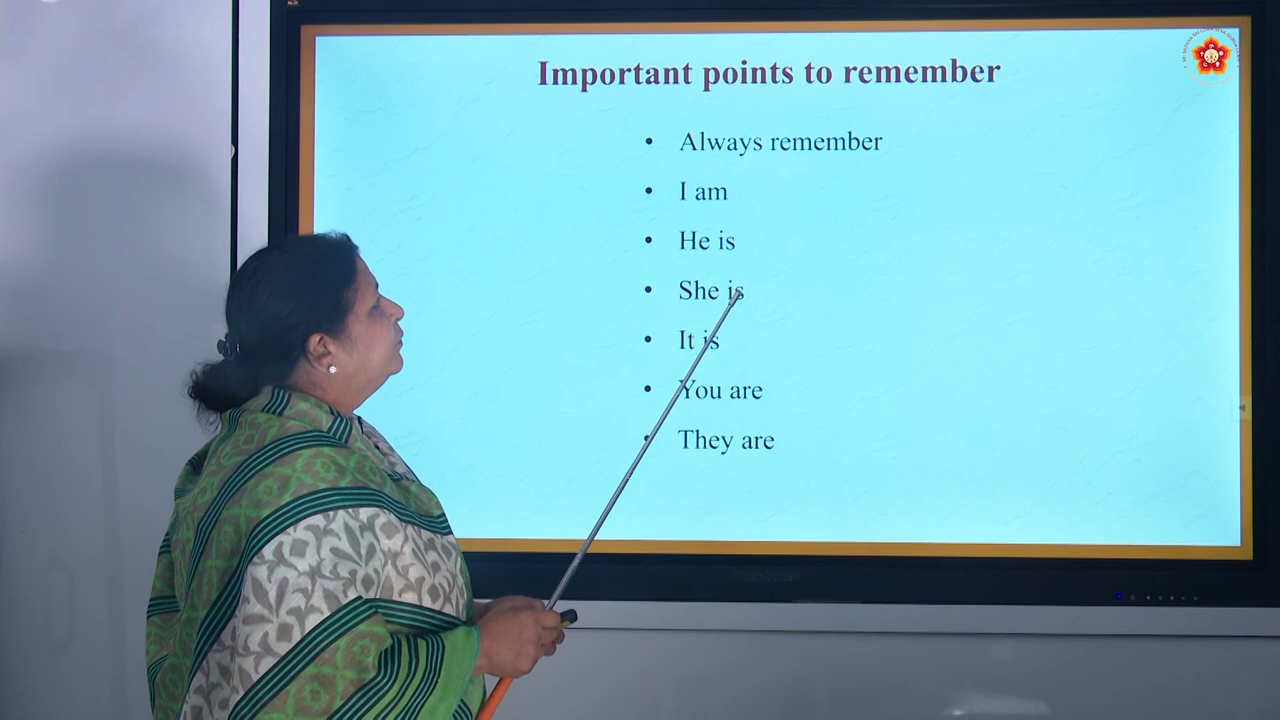 Important points to remember
• Always remember
• I am
• He is
• She is
• It is
• You are
• They are